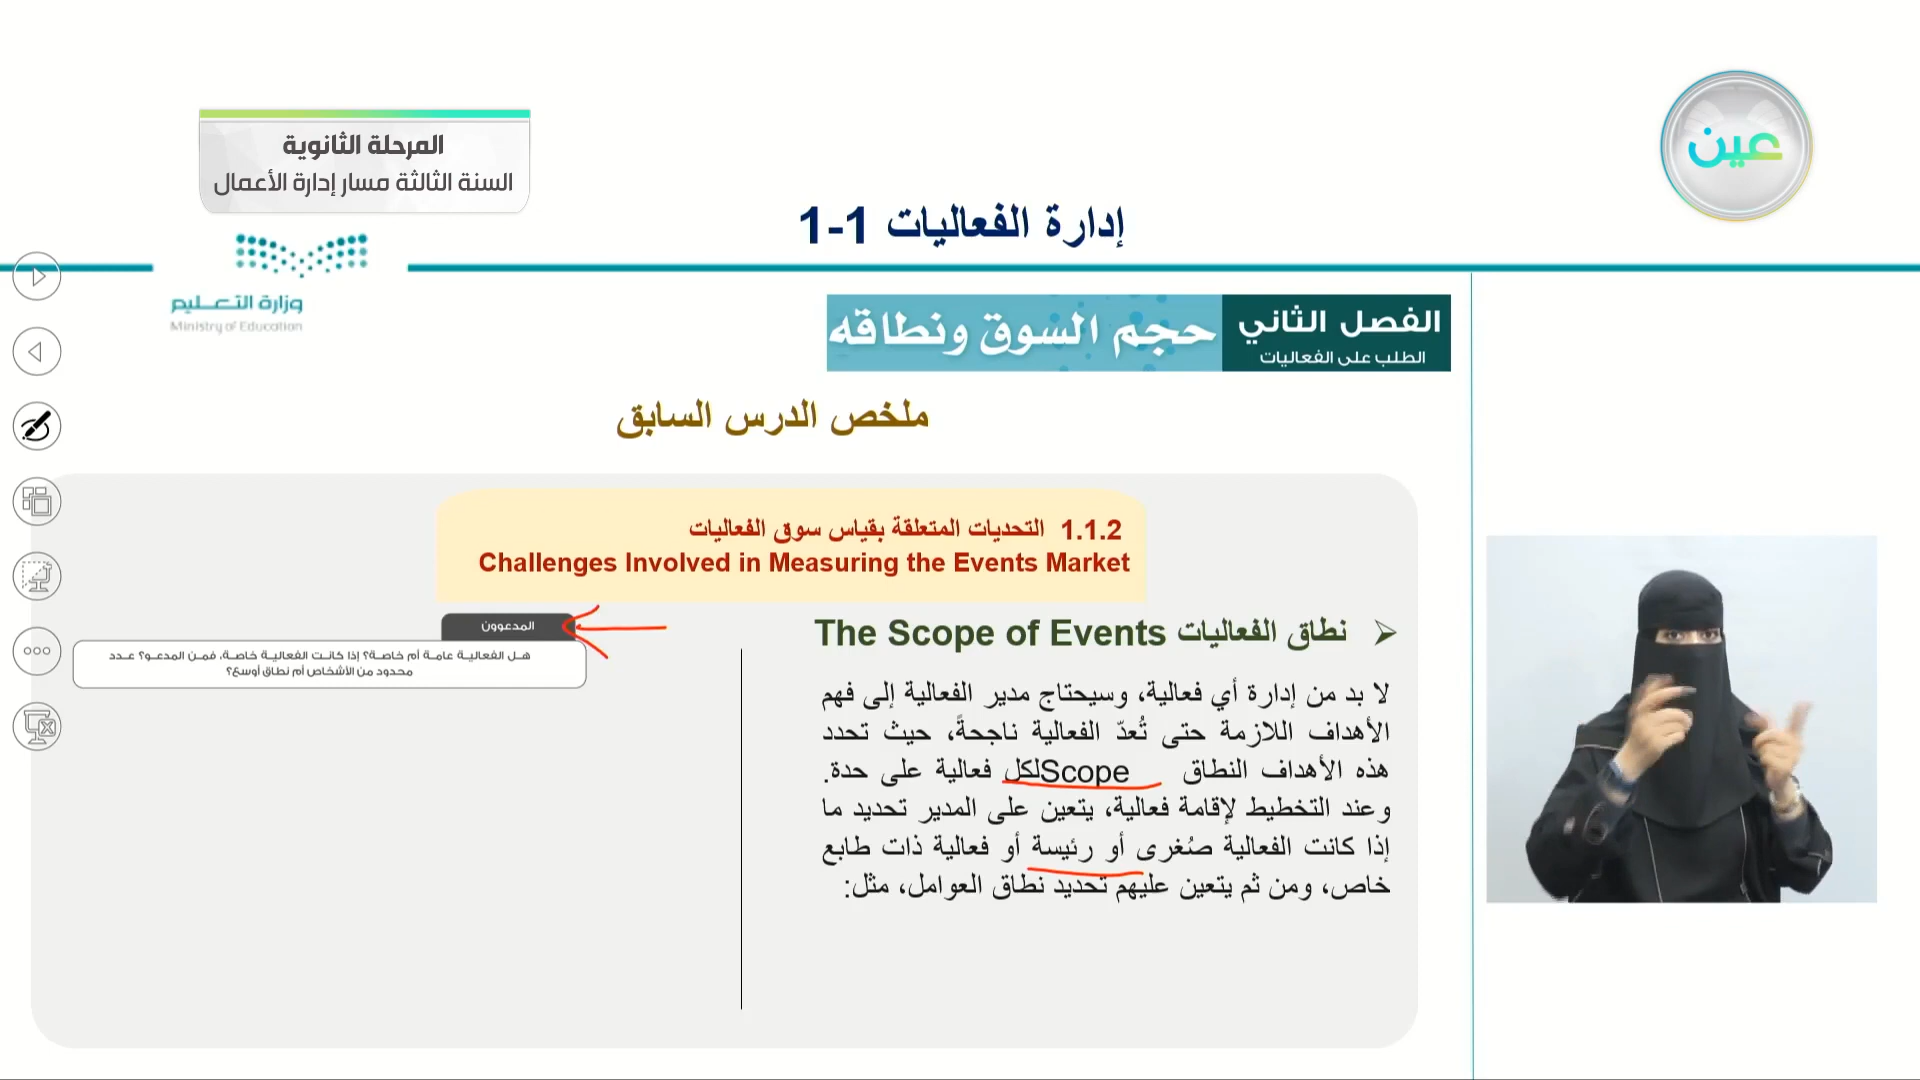 عين
المرحلة الثانوية
السنة الثالثة مسار إدارة الأعمال
إدارة الفعاليات 1-1
وزارة التعليم
Ministry of Education
الفصل الثاني
الطلب على الفعاليات
حجم السوق ونطاقه
ملخص الدرس السابق
1.1.2 التحديات المتعلقة بقياس سوق الفعاليات
Challenges Involved in Measuring the Events Market
نطاق الفعاليات The Scope of Events
لا بد من إدارة أي فعالية، وسيحتاج مدير الفعالية إلى فهم
الأهداف اللازمة حتى تُعدّ الفعالية ناجحةً، حيث تحدد
هذه الأهداف النطاق Scopeلكل فعالية على حدة.
وعند التخطيط لإقامة فعالية، يتعين على المدير تحديد ما
إذا كانت الفعالية صُغرى أو رئيسة أو فعالية ذات طابع
خاص، ومن ثم يتعين عليهم تحديد نطاق العوامل، مثل:
المدعوون
هل الفعالية عامة أم خاصة؟ إذا كانت الفعالية خاصة، فمن المدعو؟ عدد
محدود من الأشخاص أم نطاق أوسع؟